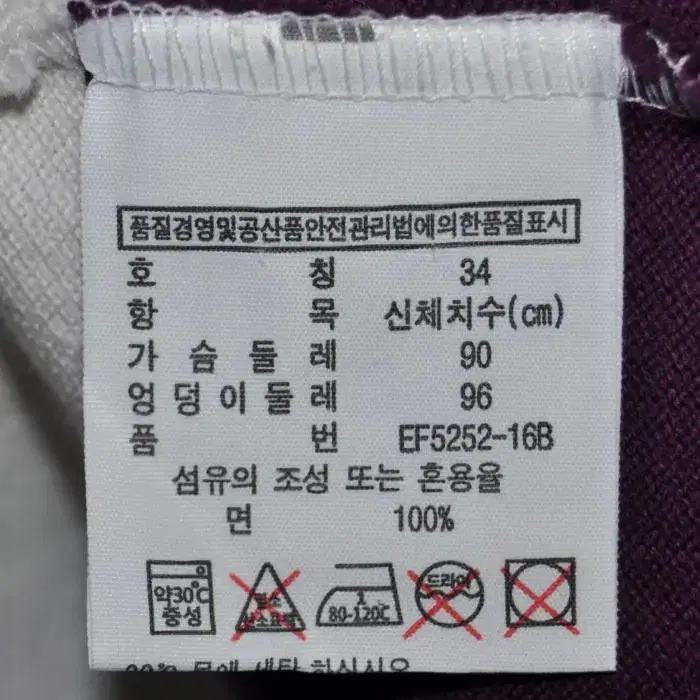 품질경영및공산품안전관리법에의한품질표시
호 칭 34
항 목 신체치수(cm)
가 슴 둘 레 90
엉 덩 이 둘 레 96
품 번 EF5252-16B
섬유의 조성 또는 혼용율
면 100%
약30℃ 중성
80-120℃
드라이